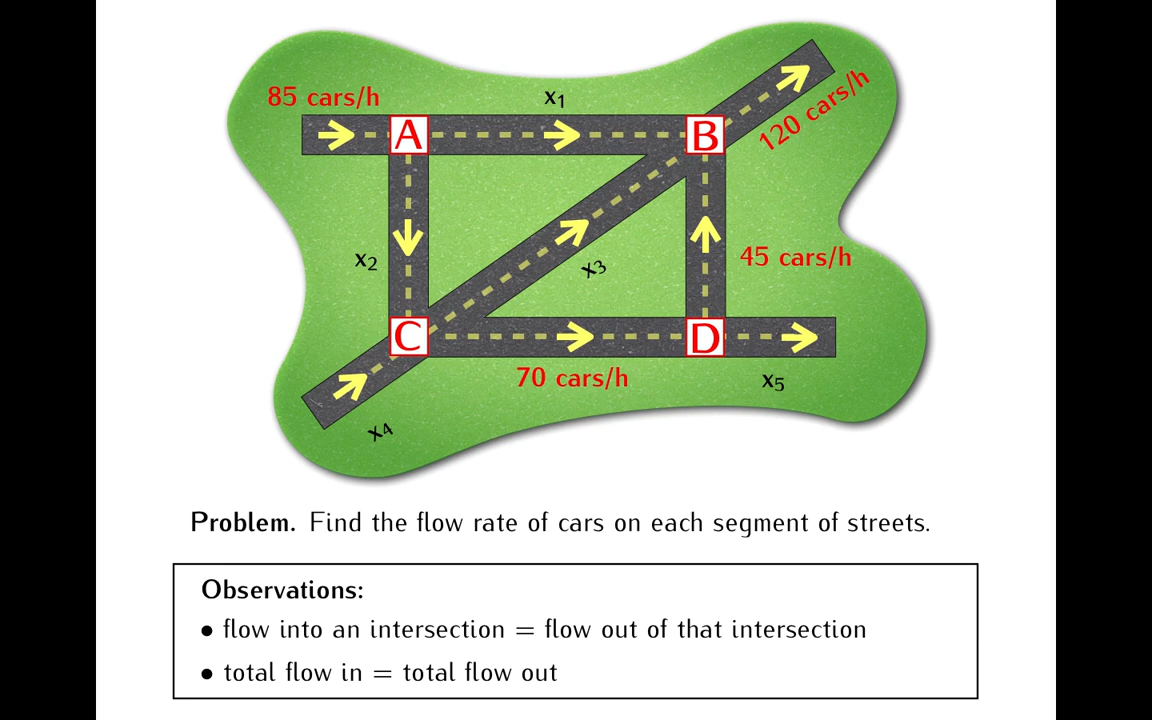 85 cars/h
x₁
A
B
120 cars/h
x₂
x₃
45 cars/h
C
D
70 cars/h
x₅
x₄
Problem. Find the flow rate of cars on each segment of streets.
Observations:
• flow into an intersection = flow out of that intersection
• total flow in = total flow out